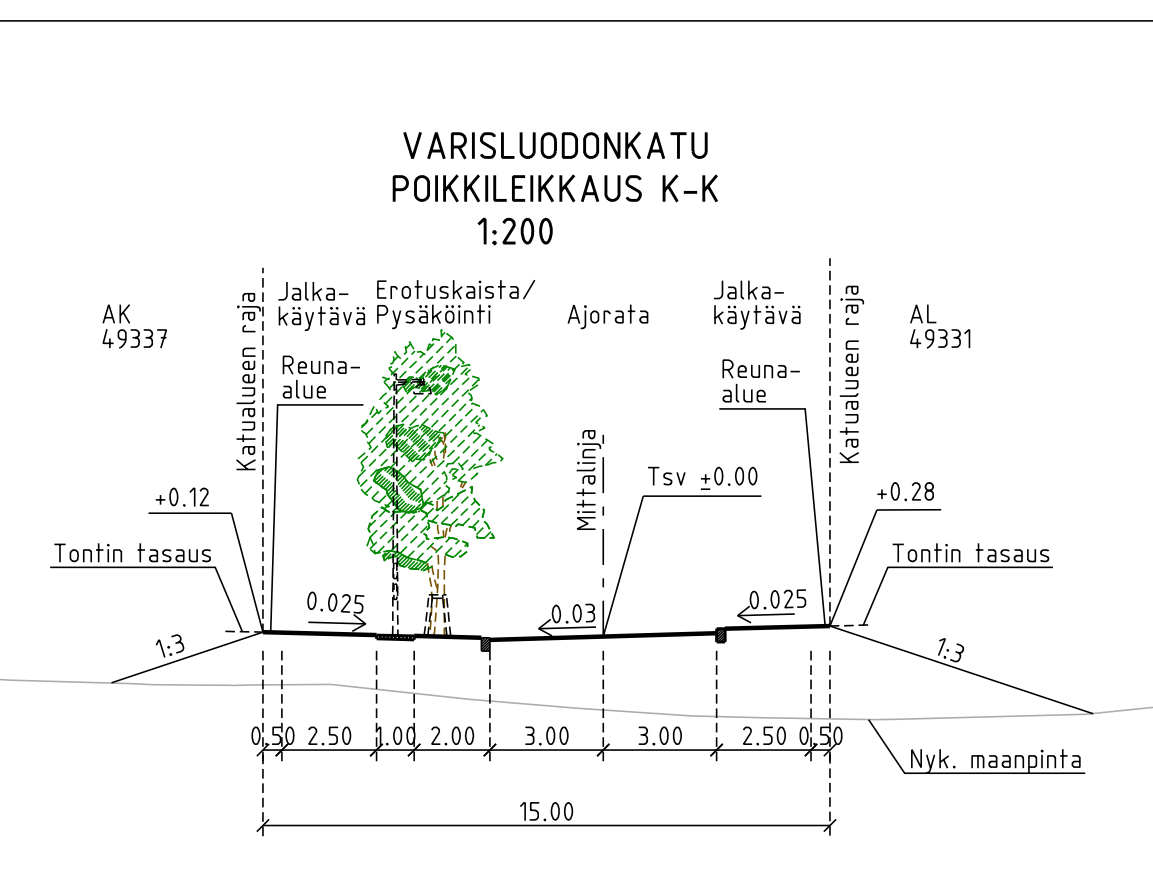 VARISLUODONKATU
POIKKILEIKKAUS K-K
1:200
AK
49337
Katualueen raja
Jalka-
käytävä
Erotuskaista/
Pysäköinti
Ajorata
Jalka-
käytävä
Katualueen raja
AL
49331
Reuna-
alue
Reuna-
alue
Mittalinja
Tsv ±0.00
+0.12
+0.28
Tontin tasaus
Tontin tasaus
0.025
0.03
0.025
1:3
1:3
0.50
2.50
1.00
2.00
3.00
3.00
2.50
0.50
Nyk. maanpinta
15.00